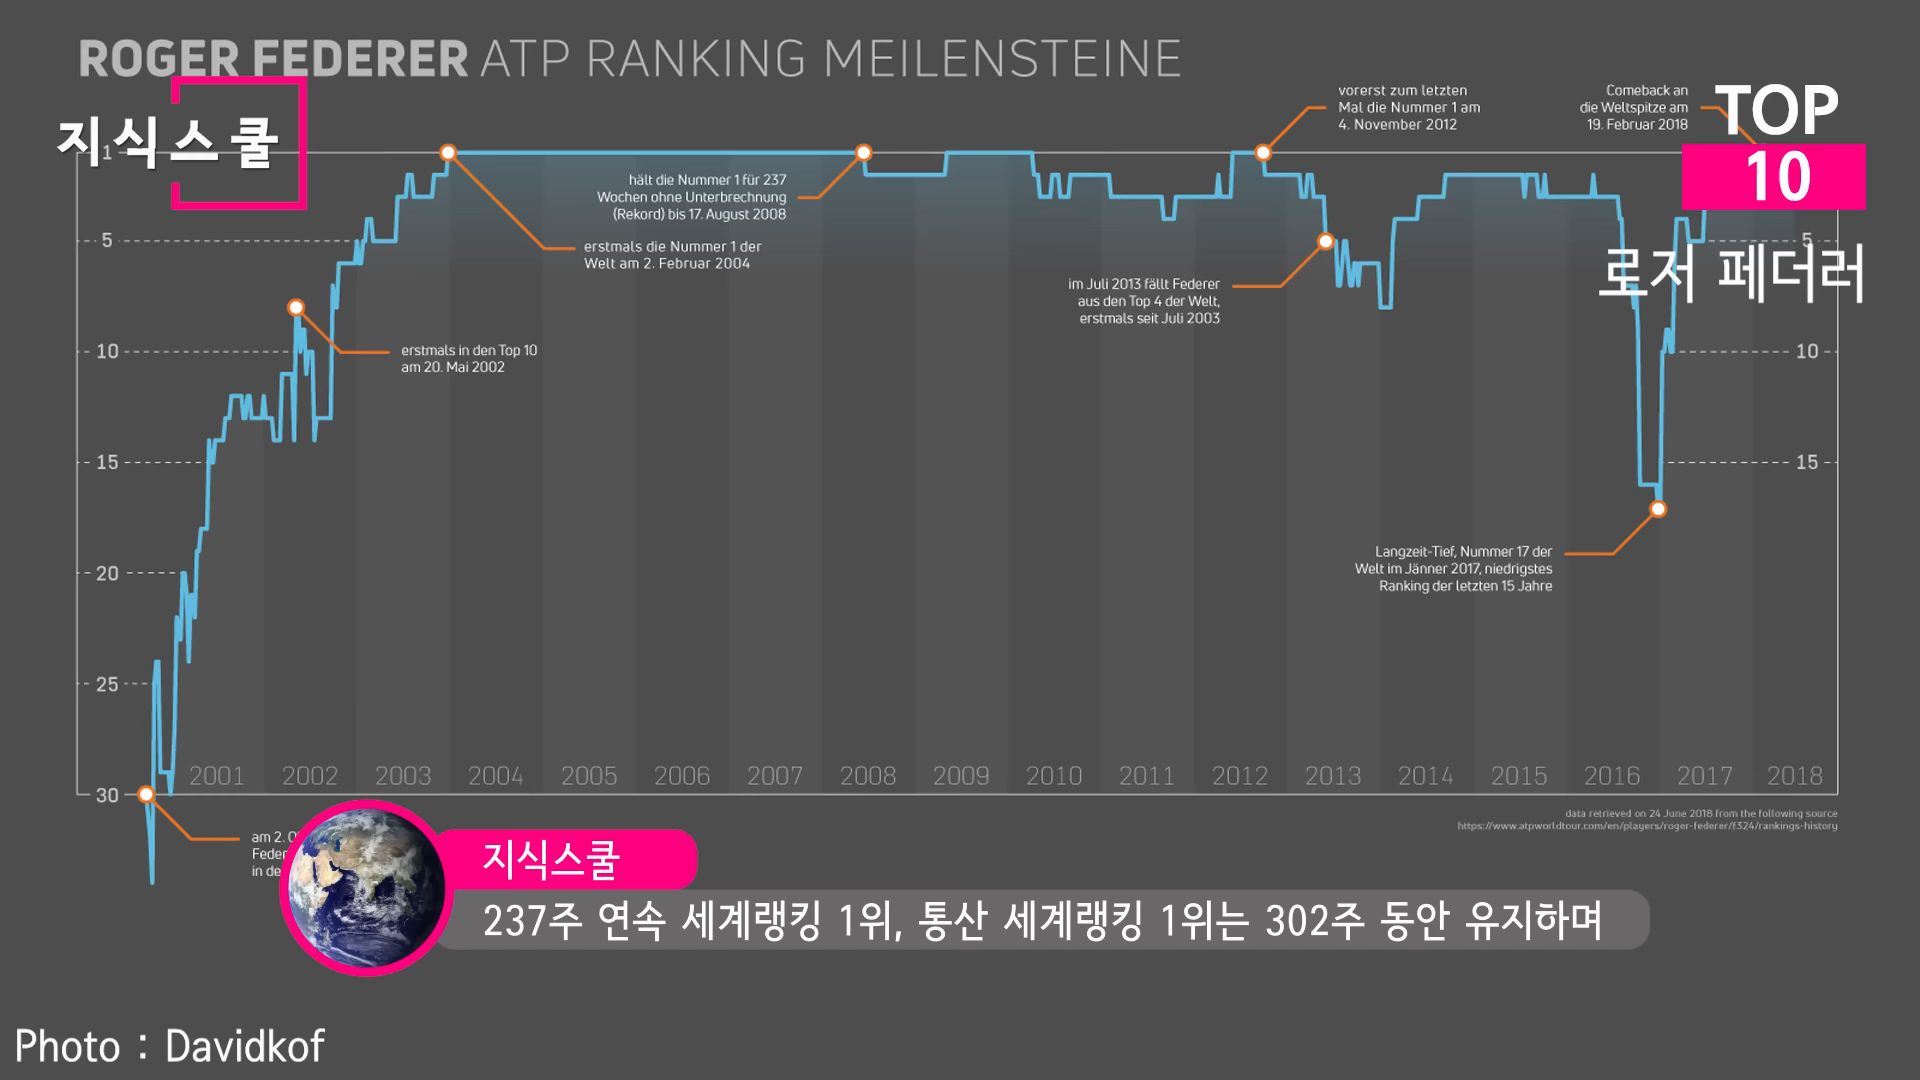 ROGER FEDERER ATP RANKING MEILENSTEINE
지식스쿨
TOP
10
로저 페더러
vorerst zum letzten
Mal die Nummer 1 am
4. November 2012
Comeback an
die Weltspitze am
19. Februar 2018
hält die Nummer 1 für 237
Wochen ohne Unterbrechnung
(Rekord) bis 17. August 2008
erstmals die Nummer 1 der
Welt am 2. Februar 2004
im Juli 2013 fällt Federer
aus den Top 4 der Welt,
erstmals seit Juli 2003
erstmals in den Top 10
am 20. Mai 2002
Langzeit-Tief, Nummer 17 der
Welt im Jänner 2017, niedrigstes
Ranking der letzten 15 Jahre
1
5
5
10
10
15
15
20
25
30
2001 2002 2003 2004 2005 2006 2007 2008 2009 2010 2011 2012 2013 2014 2015 2016 2017 2018
data retrieved on 24 June 2018 from the following source
https://www.atpworldtour.com/en/players/roger-federer/f324/rankings-history
am 2.
in
지식스쿨
237주 연속 세계랭킹 1위, 통산 세계랭킹 1위는 302주 동안 유지하며
Photo : Davidkof